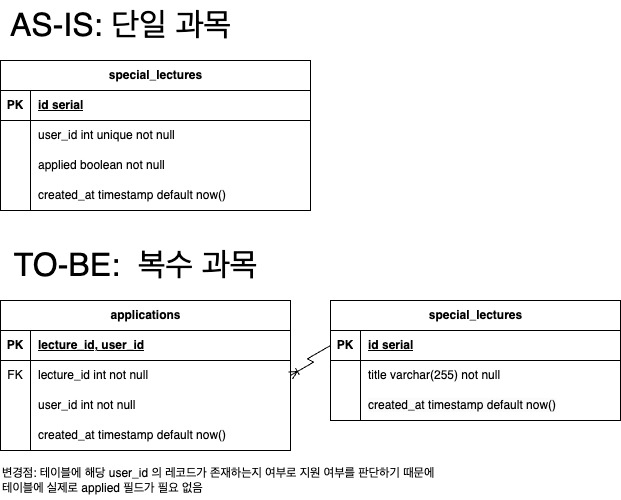 AS-IS: 단일 과목
special_lectures
PK id serial
user_id int unique not null
applied boolean not null
created_at timestamp default now()
TO-BE: 복수 과목
applications
PK lecture_id, user_id
FK lecture_id int not null
user_id int not null
created_at timestamp default now()
special_lectures
PK id serial
title varchar(255) not null
created_at timestamp default now()
변경점: 테이블에 해당 user_id 의 레코드가 존재하는지 여부로 지원 여부를 판단하기 때문에
테이블에 실제로 applied 필드가 필요 없음